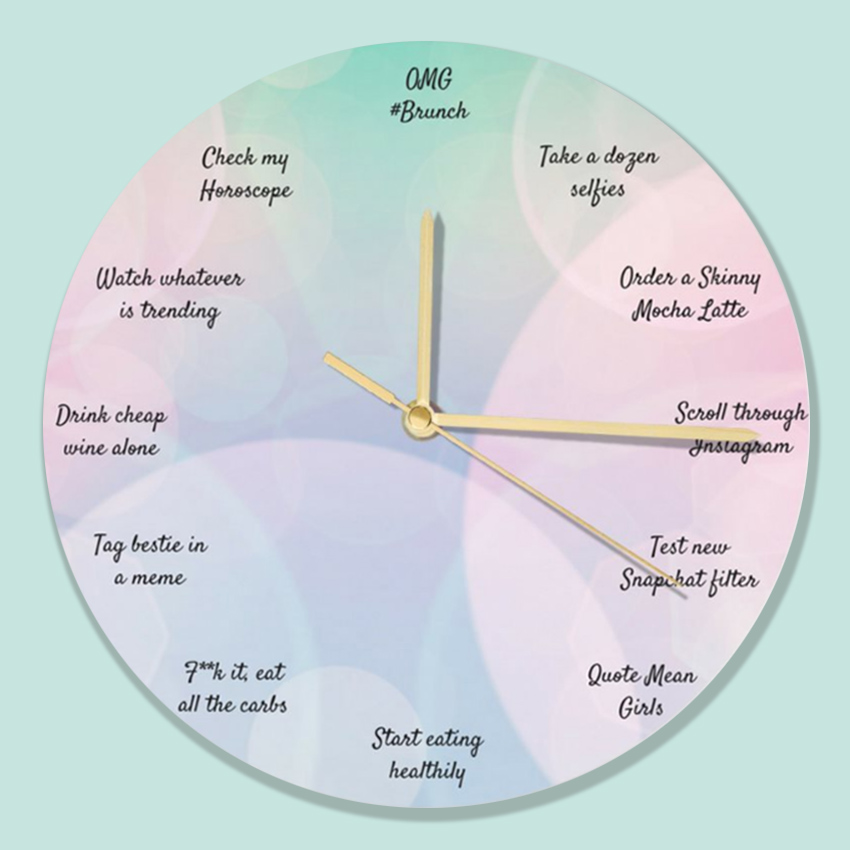 OMG
#Brunch
Take a dozen
selfies
Order a Skinny
Mocha Latte
Scroll through
Instagram
Test new
Snapchat filter
Quote Mean
Girls
Start eating
healthily
F**k it, eat
all the carbs
Tag bestie in
a meme
Drink cheap
wine alone
Watch whatever
is trending
Check my
Horoscope